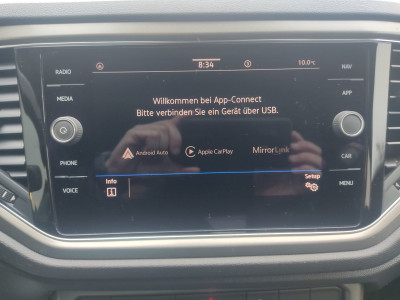 RADIO
MEDIA
PHONE
VOICE
8:34 10.0°C
Willkommen bei App-Connect
Bitte verbinden Sie ein Gerät über USB.
Android Auto Apple CarPlay MirrorLink
Info Setup
NAV
APP
CAR
MENU